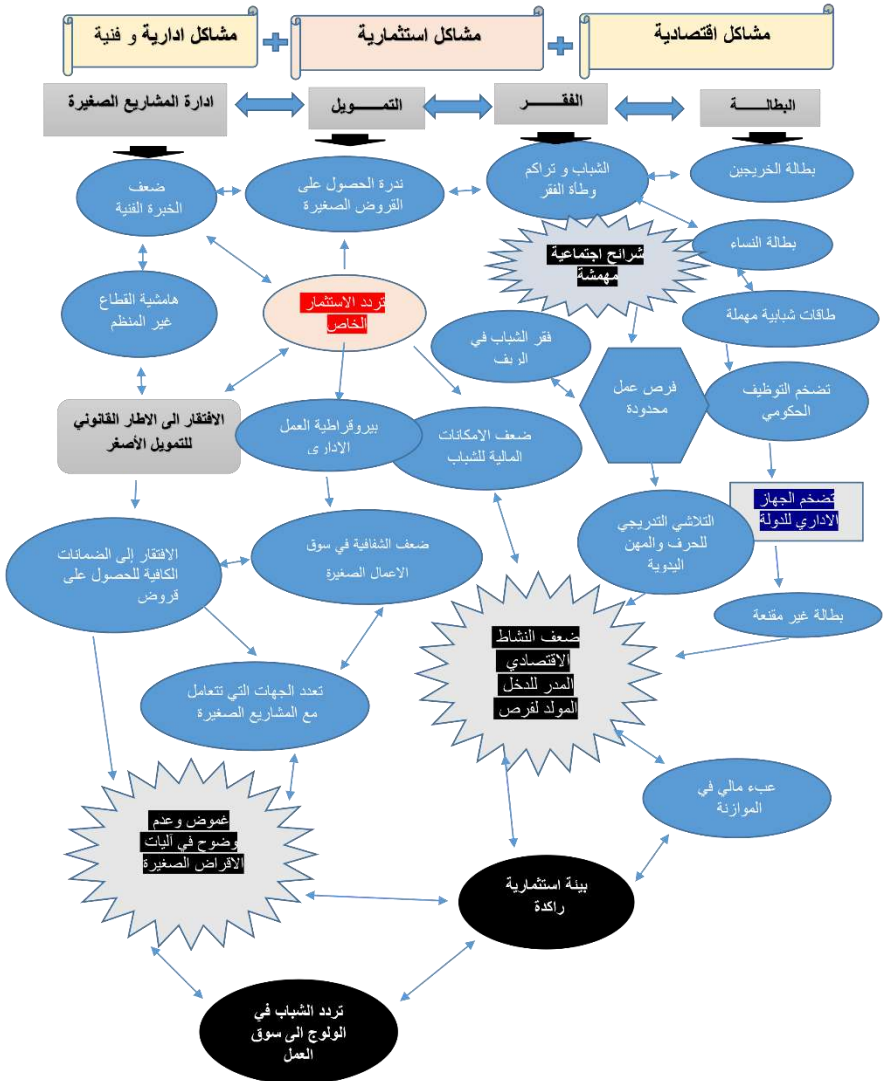 مشاكل اقتصادية
مشاكل استثمارية
مشاكل ادارية و فنية
البطالـــــة
الفقـــــر
التمـــــويل
ادارة المشاريع الصغيرة
بطالة الخريجين
الشباب و تراكم
وطأة الفقر
ندرة الحصول على
القروض الصغيرة
ضعف
الخبرة الفنية
بطالة النساء
شرائح اجتماعية
مهمشة
تردد الاستثمار
الخاص
هامشية القطاع
غير المنظم
طاقات شبابية مهملة
فقر الشباب في
الريف
فرص عمل
محدودة
تضخم التوظيف
الحكومي
الافتقار الى الاطار القانوني
للتمويل الأصغر
بيروقراطية العمل
الادارى
ضعف الامكانات
المالية للشباب
تضخم الجهاز
الاداري للدولة
التلاشي التدريجي
للحرف والمهن
اليدوية
ضعف الشفافية في سوق
الاعمال الصغيرة
الافتقار إلى الضمانات
الكافية للحصول على
قروض
بطالة غير مقنعة
ضعف النشاط
الاقتصادي
المدر للدخل
المولد لفرص
تعدد الجهات التي تتعامل
مع المشاريع الصغيرة
عبء مالي في
الموازنة
غموض وعدم
وضوح في آليات
الاقراض الصغيرة
بيئة استثمارية
راكدة
تردد الشباب في
الولوج الى سوق
العمل